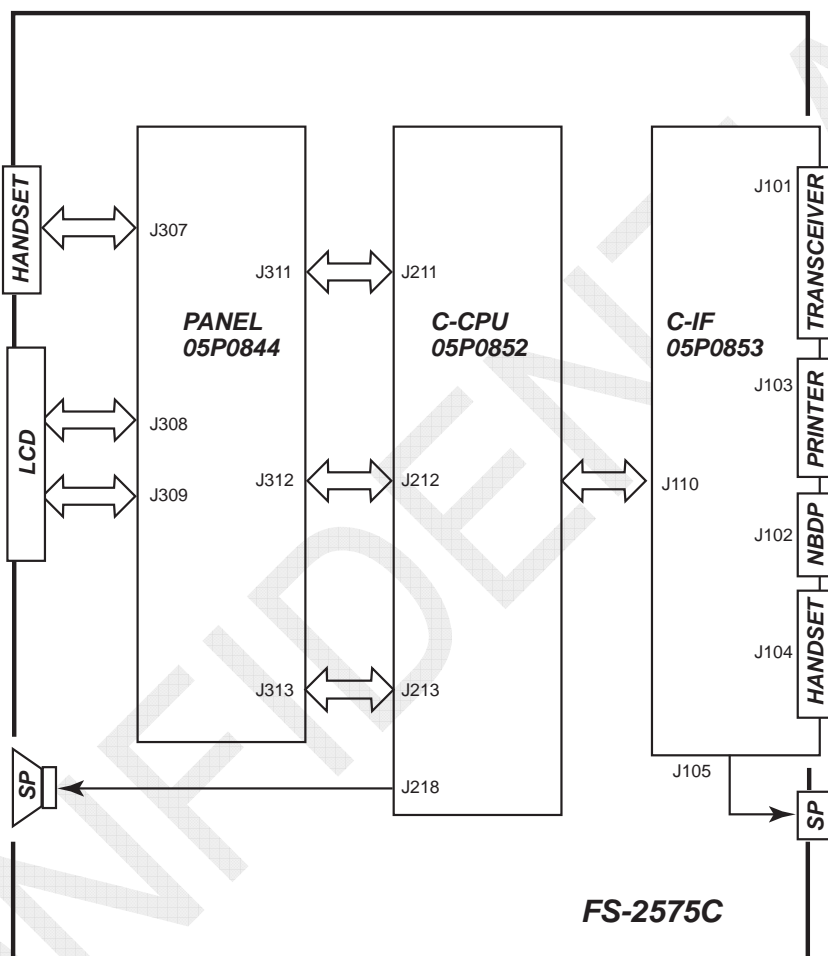 HANDSET
J307
J311
J211
J101
TRANSCEIVER
PANEL
05P0844
C-CPU
05P0852
C-IF
05P0853
LCD
J308
J309
J312
J212
J110
J103
PRINTER
J102
NBDP
J104
HANDSET
J313
J213
SP
J218
J105
SP
FS-2575C
NFIDENT